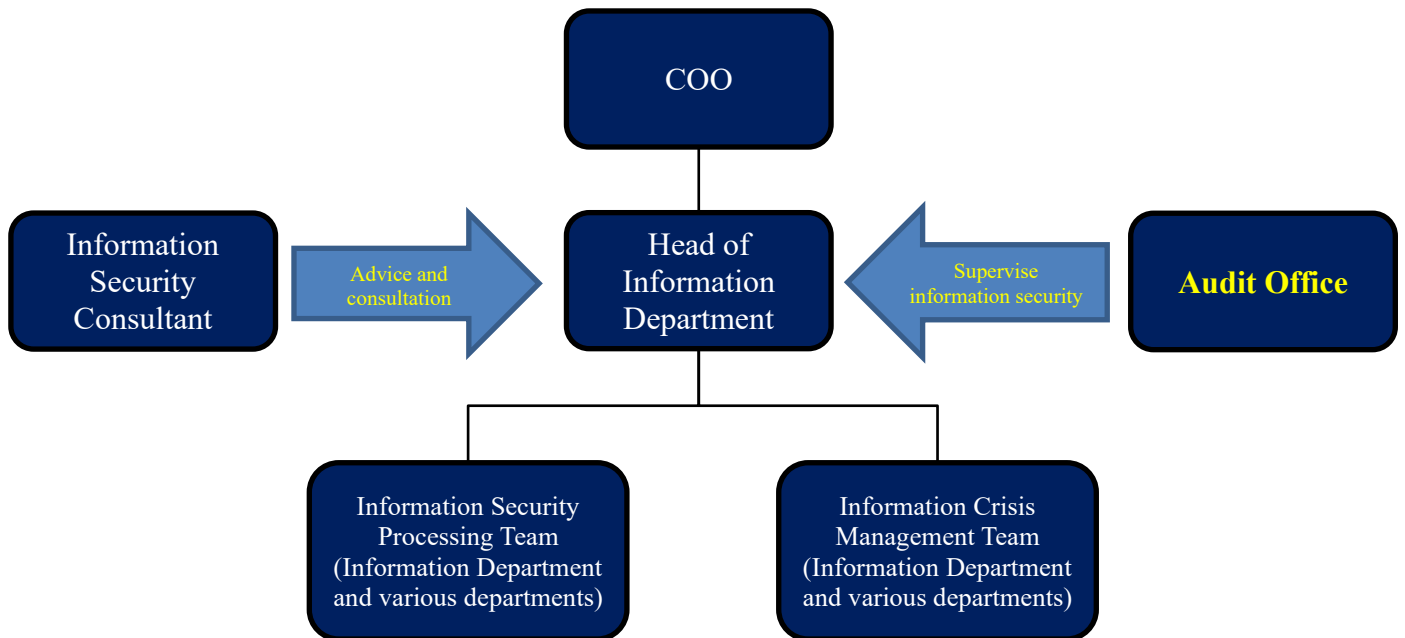 COO
Information
Security
Consultant
Advice and
consultation
Head of
Information
Department
Supervise
information security
Audit Office
Information Security
Processing Team
(Information Department
and various departments)
Information Crisis
Management Team
(Information Department
and various departments)